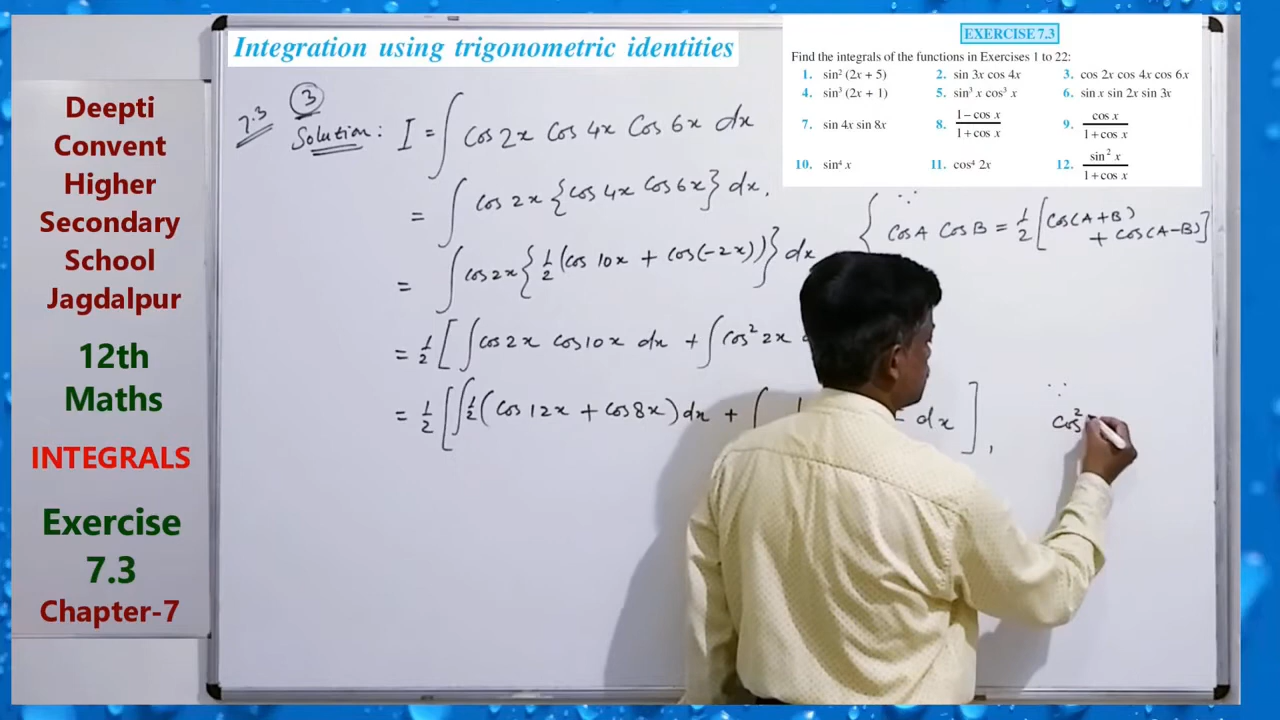 Integration using trigonometric identities
EXERCISE 7.3
Find the integrals of the functions in Exercises 1 to 22:
1. sin² (2x + 5) 2. sin 3x cos 4x 3. cos 2x cos 4x cos 6x
4. sin³ (2x + 1) 5. sin³ x cos³ x 6. sin x sin 2x sin 3x
7. sin 4x sin 8x 8. (1 − cos x)/(1 + cos x) 9. cos x/(1 + cos x)
10. sin⁴ x 11. cos⁴ 2x 12. sin² x/(1 + cos x)
Deepti
Convent
Higher
Secondary
School
Jagdalpur
12th
Maths
INTEGRALS
Exercise
7.3
Chapter-7
7.3 ③
Solution: I = ∫ cos 2x cos 4x cos 6x dx
= ∫ cos 2x {cos 4x cos 6x} dx,
∵
cos A cos B = ½ [cos(A+B)
+ cos(A−B)]
= ∫ cos 2x {½ (cos 10x + cos(−2x))} dx
= ½ [∫ cos 2x cos 10x dx + ∫ cos² 2x
= ½ [∫ ½ (cos 12x + cos 8x) dx + ∫ dx],
∵
cos²